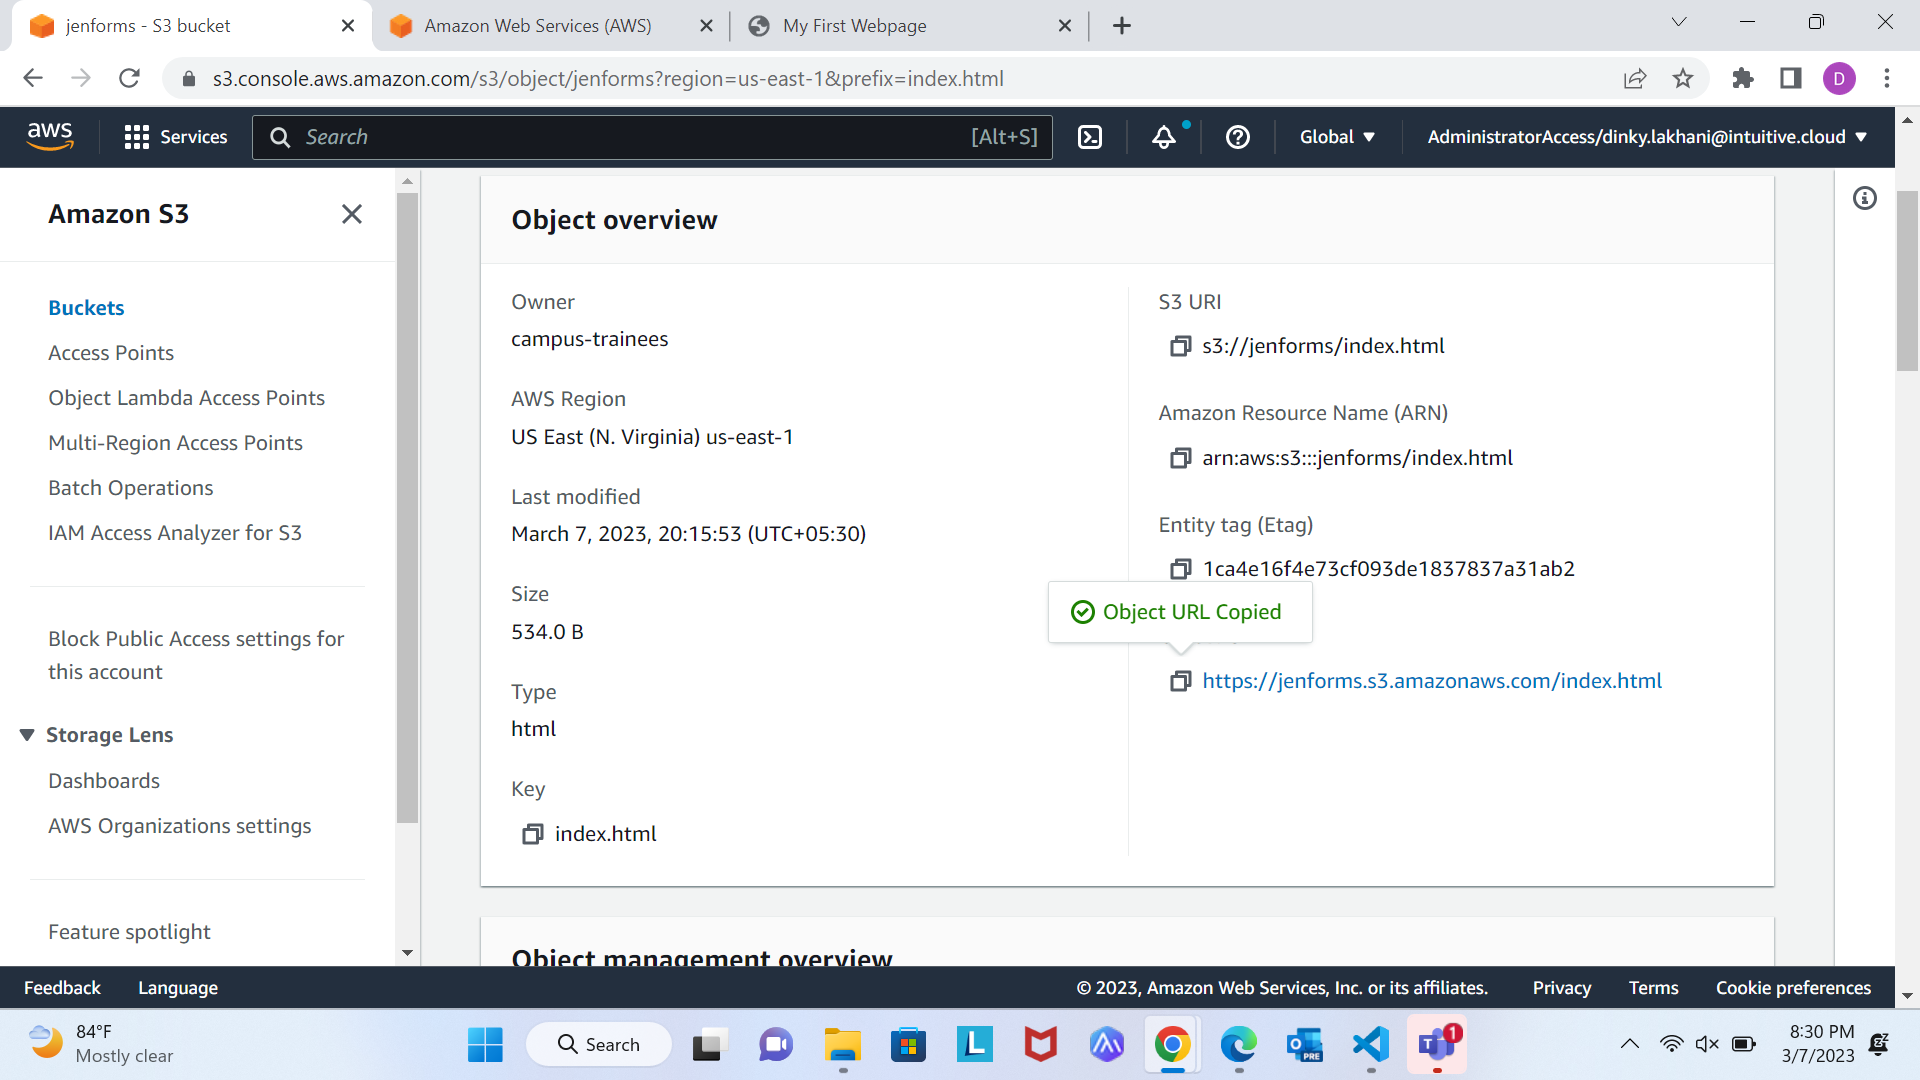 jenforms - S3 bucket
Amazon Web Services (AWS)
My First Webpage
s3.console.aws.amazon.com/s3/object/jenforms?region=us-east-1&prefix=index.html
D
aws
Services
Search
[Alt+S]
Global
AdministratorAccess/dinky.lakhani@intuitive.cloud
Amazon S3
Buckets
Access Points
Object Lambda Access Points
Multi-Region Access Points
Batch Operations
IAM Access Analyzer for S3
Block Public Access settings for
this account
Storage Lens
Dashboards
AWS Organizations settings
Feature spotlight
Object overview
Owner
campus-trainees
AWS Region
US East (N. Virginia) us-east-1
Last modified
March 7, 2023, 20:15:53 (UTC+05:30)
Size
534.0 B
Type
html
Key
index.html
S3 URI
s3://jenforms/index.html
Amazon Resource Name (ARN)
arn:aws:s3:::jenforms/index.html
Entity tag (Etag)
1ca4e16f4e73cf093de1837837a31ab2
Object URL Copied
https://jenforms.s3.amazonaws.com/index.html
Object management overview
Feedback
Language
© 2023, Amazon Web Services, Inc. or its affiliates.
Privacy
Terms
Cookie preferences
84°F
Mostly clear
Search
L
PRE
1
8:30 PM
3/7/2023